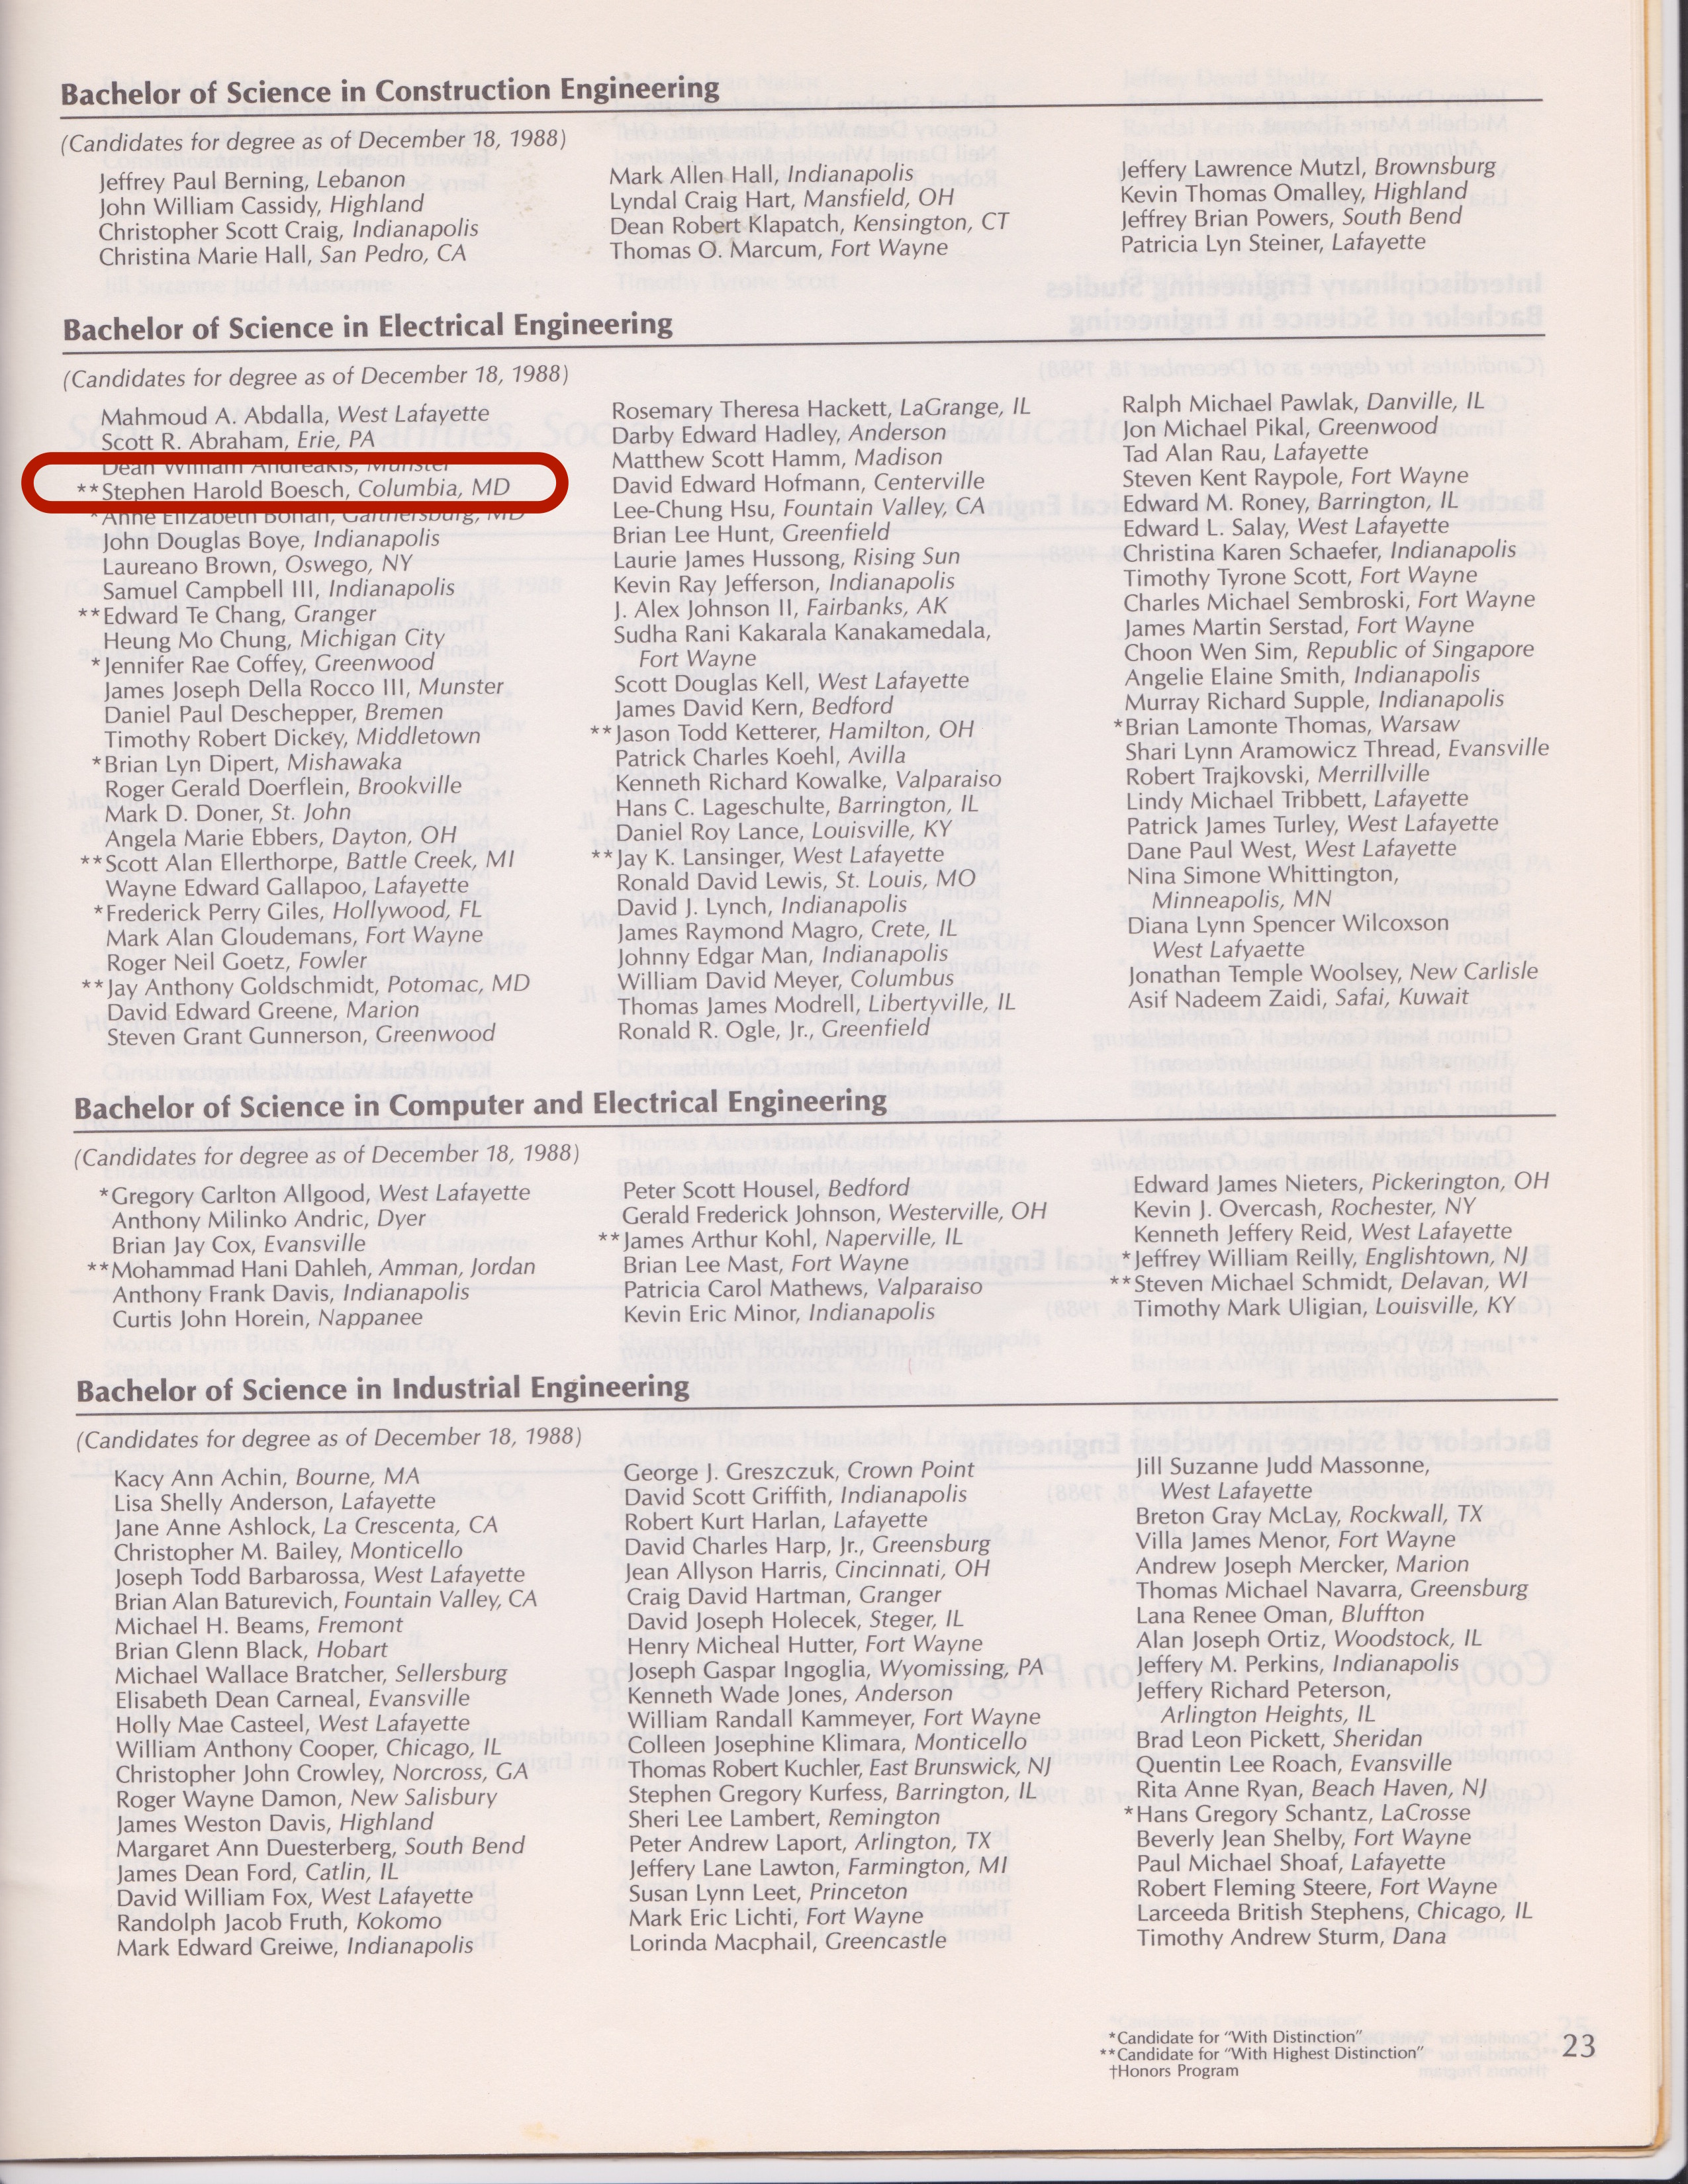 Bachelor of Science in Construction Engineering
(Candidates for degree as of December 18, 1988)
Jeffrey Paul Berning, Lebanon
John William Cassidy, Highland
Christopher Scott Craig, Indianapolis
Christina Marie Hall, San Pedro, CA
Mark Allen Hall, Indianapolis
Lyndal Craig Hart, Mansfield, OH
Dean Robert Klapatch, Kensington, CT
Thomas O. Marcum, Fort Wayne
Jeffery Lawrence Mutzl, Brownsburg
Kevin Thomas Omalley, Highland
Jeffrey Brian Powers, South Bend
Patricia Lyn Steiner, Lafayette
Bachelor of Science in Electrical Engineering
(Candidates for degree as of December 18, 1988)
Mahmoud A. Abdalla, West Lafayette
Scott R. Abraham, Erie, PA
Dean William Andreakis, Munster
**Stephen Harold Boesch, Columbia, MD
*Anne Elizabeth Bohan, Gaithersburg, MD
John Douglas Boye, Indianapolis
Laureano Brown, Oswego, NY
Samuel Campbell III, Indianapolis
**Edward Te Chang, Granger
Heung Mo Chung, Michigan City
*Jennifer Rae Coffey, Greenwood
James Joseph Della Rocco III, Munster
Daniel Paul Deschepper, Bremen
Timothy Robert Dickey, Middletown
*Brian Lyn Dipert, Mishawaka
Roger Gerald Doerflein, Brookville
Mark D. Doner, St. John
Angela Marie Ebbers, Dayton, OH
**Scott Alan Ellerthorpe, Battle Creek, MI
Wayne Edward Gallapoo, Lafayette
*Frederick Perry Giles, Hollywood, FL
Mark Alan Gloudemans, Fort Wayne
Roger Neil Goetz, Fowler
**Jay Anthony Goldschmidt, Potomac, MD
David Edward Greene, Marion
Steven Grant Gunnerson, Greenwood
Rosemary Theresa Hackett, LaGrange, IL
Darby Edward Hadley, Anderson
Matthew Scott Hamm, Madison
David Edward Hofmann, Centerville
Lee-Chung Hsu, Fountain Valley, CA
Brian Lee Hunt, Greenfield
Laurie James Hussong, Rising Sun
Kevin Ray Jefferson, Indianapolis
J. Alex Johnson II, Fairbanks, AK
Sudha Rani Kakarala Kanakamedala,
Fort Wayne
Scott Douglas Kell, West Lafayette
James David Kern, Bedford
**Jason Todd Ketterer, Hamilton, OH
Patrick Charles Koehl, Avilla
Kenneth Richard Kowalke, Valparaiso
Hans C. Lageschulte, Barrington, IL
Daniel Roy Lance, Louisville, KY
**Jay K. Lansinger, West Lafayette
Ronald David Lewis, St. Louis, MO
David J. Lynch, Indianapolis
James Raymond Magro, Crete, IL
Johnny Edgar Man, Indianapolis
William David Meyer, Columbus
Thomas James Modrell, Libertyville, IL
Ronald R. Ogle, Jr., Greenfield
Ralph Michael Pawlak, Danville, IL
Jon Michael Pikal, Greenwood
Tad Alan Rau, Lafayette
Steven Kent Raypole, Fort Wayne
Edward M. Roney, Barrington, IL
Edward L. Salay, West Lafayette
Christina Karen Schaefer, Indianapolis
Timothy Tyrone Scott, Fort Wayne
Charles Michael Sembroski, Fort Wayne
James Martin Serstad, Fort Wayne
Choon Wen Sim, Republic of Singapore
Angelie Elaine Smith, Indianapolis
Murray Richard Supple, Indianapolis
*Brian Lamonte Thomas, Warsaw
Shari Lynn Aramowicz Thread, Evansville
Robert Trajkovski, Merrillville
Lindy Michael Tribbett, Lafayette
Patrick James Turley, West Lafayette
Dane Paul West, West Lafayette
Nina Simone Whittington,
Minneapolis, MN
Diana Lynn Spencer Wilcoxson
West Lafyaette
Jonathan Temple Woolsey, New Carlisle
Asif Nadeem Zaidi, Safai, Kuwait
Bachelor of Science in Computer and Electrical Engineering
(Candidates for degree as of December 18, 1988)
*Gregory Carlton Allgood, West Lafayette
Anthony Milinko Andric, Dyer
Brian Jay Cox, Evansville
**Mohammad Hani Dahleh, Amman, Jordan
Anthony Frank Davis, Indianapolis
Curtis John Horein, Nappanee
Peter Scott Housel, Bedford
Gerald Frederick Johnson, Westerville, OH
**James Arthur Kohl, Naperville, IL
Brian Lee Mast, Fort Wayne
Patricia Carol Mathews, Valparaiso
Kevin Eric Minor, Indianapolis
Edward James Nieters, Pickerington, OH
Kevin J. Overcash, Rochester, NY
Kenneth Jeffery Reid, West Lafayette
*Jeffrey William Reilly, Englishtown, NJ
**Steven Michael Schmidt, Delavan, WI
Timothy Mark Uligian, Louisville, KY
Bachelor of Science in Industrial Engineering
(Candidates for degree as of December 18, 1988)
Kacy Ann Achin, Bourne, MA
Lisa Shelly Anderson, Lafayette
Jane Anne Ashlock, La Crescenta, CA
Christopher M. Bailey, Monticello
Joseph Todd Barbarossa, West Lafayette
Brian Alan Baturevich, Fountain Valley, CA
Michael H. Beams, Fremont
Brian Glenn Black, Hobart
Michael Wallace Bratcher, Sellersburg
Elisabeth Dean Carneal, Evansville
Holly Mae Casteel, West Lafayette
William Anthony Cooper, Chicago, IL
Christopher John Crowley, Norcross, GA
Roger Wayne Damon, New Salisbury
James Weston Davis, Highland
Margaret Ann Duesterberg, South Bend
James Dean Ford, Catlin, IL
David William Fox, West Lafayette
Randolph Jacob Fruth, Kokomo
Mark Edward Greiwe, Indianapolis
George J. Greszczuk, Crown Point
David Scott Griffith, Indianapolis
Robert Kurt Harlan, Lafayette
David Charles Harp, Jr., Greensburg
Jean Allyson Harris, Cincinnati, OH
Craig David Hartman, Granger
David Joseph Holecek, Steger, IL
Henry Micheal Hutter, Fort Wayne
Joseph Gaspar Ingoglia, Wyomissing, PA
Kenneth Wade Jones, Anderson
William Randall Kammeyer, Fort Wayne
Colleen Josephine Klimara, Monticello
Thomas Robert Kuchler, East Brunswick, NJ
Stephen Gregory Kurfess, Barrington, IL
Sheri Lee Lambert, Remington
Peter Andrew Laport, Arlington, TX
Jeffery Lane Lawton, Farmington, MI
Susan Lynn Leet, Princeton
Mark Eric Lichti, Fort Wayne
Lorinda Macphail, Greencastle
Jill Suzanne Judd Massonne,
West Lafayette
Breton Gray McLay, Rockwall, TX
Villa James Menor, Fort Wayne
Andrew Joseph Mercker, Marion
Thomas Michael Navarra, Greensburg
Lana Renee Oman, Bluffton
Alan Joseph Ortiz, Woodstock, IL
Jeffery M. Perkins, Indianapolis
Jeffery Richard Peterson,
Arlington Heights, IL
Brad Leon Pickett, Sheridan
Quentin Lee Roach, Evansville
Rita Anne Ryan, Beach Haven, NJ
*Hans Gregory Schantz, LaCrosse
Beverly Jean Shelby, Fort Wayne
Paul Michael Shoaf, Lafayette
Robert Fleming Steere, Fort Wayne
Larceeda British Stephens, Chicago, IL
Timothy Andrew Sturm, Dana
*Candidate for "With Distinction"
**Candidate for "With Highest Distinction"
†Honors Program
23